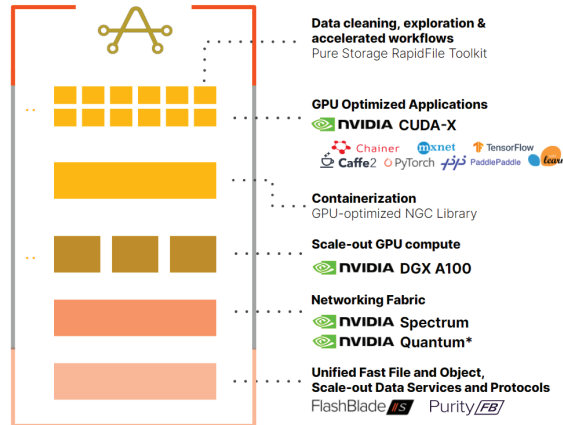 Data cleaning, exploration &
accelerated workflows
Pure Storage RapidFile Toolkit
GPU Optimized Applications
NVIDIA CUDA-X
Chainer mxnet TensorFlow
Caffe2 PyTorch PaddlePaddle learn
Containerization
GPU-optimized NGC Library
Scale-out GPU compute
NVIDIA DGX A100
Networking Fabric
NVIDIA Spectrum
NVIDIA Quantum*
Unified Fast File and Object,
Scale-out Data Services and Protocols
FlashBlade //S Purity /FB/